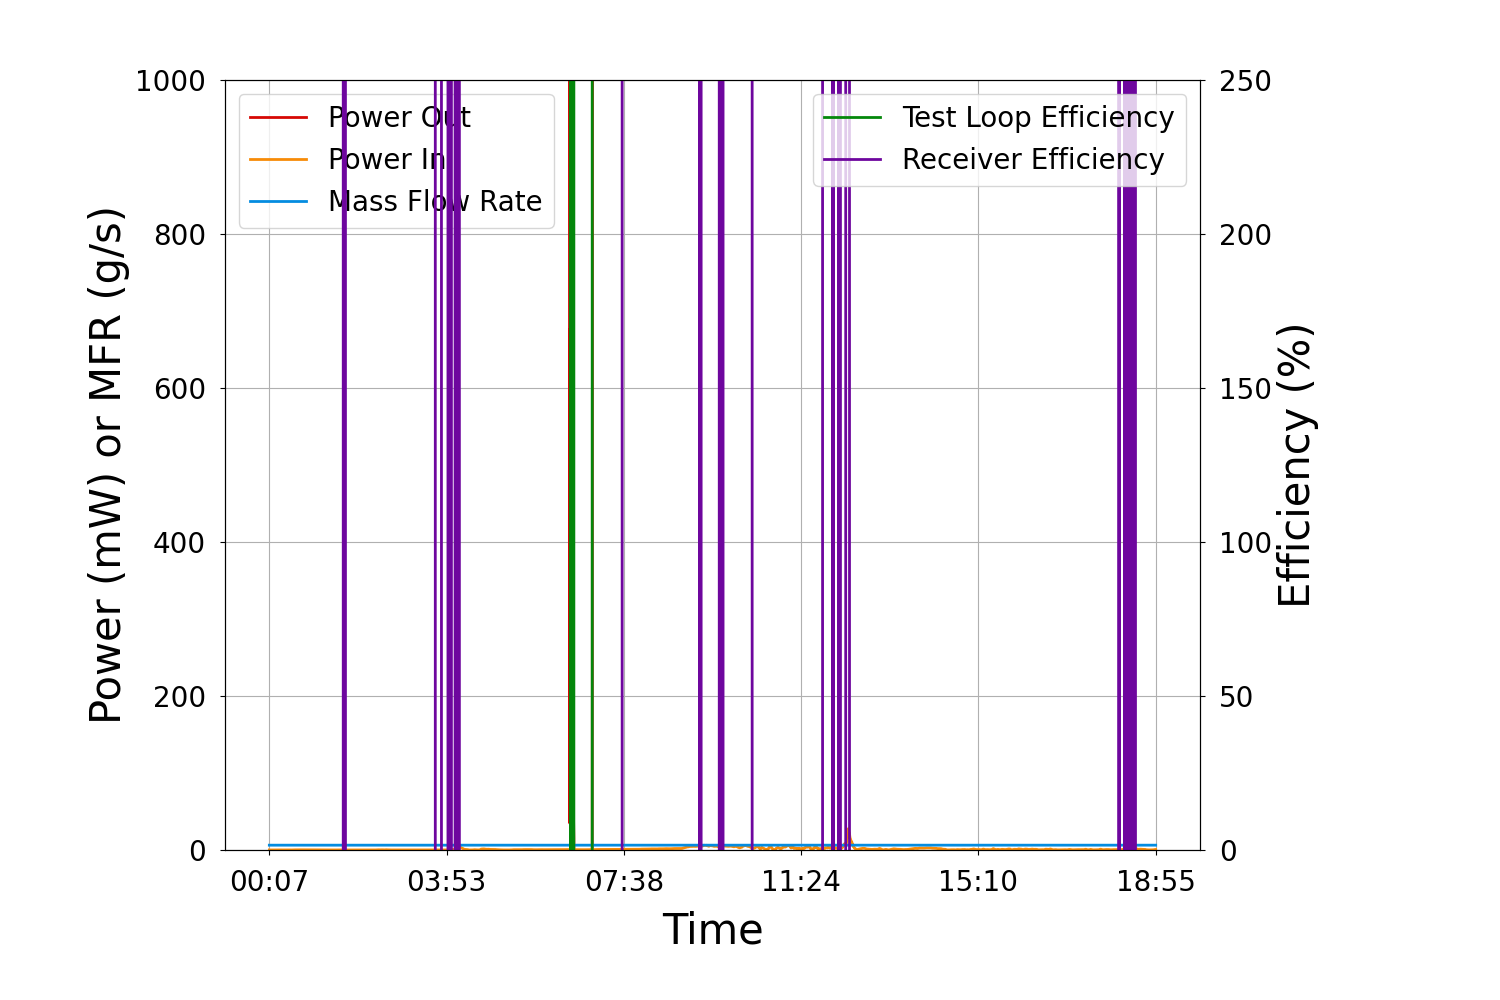 1000
800
600
400
200
0
Power (mW) or MFR (g/s)
Power Out
Power In
Mass Flow Rate
Test Loop Efficiency
Receiver Efficiency
250
200
150
100
50
0
Efficiency (%)
00:07 03:53 07:38 11:24 15:10 18:55
Time